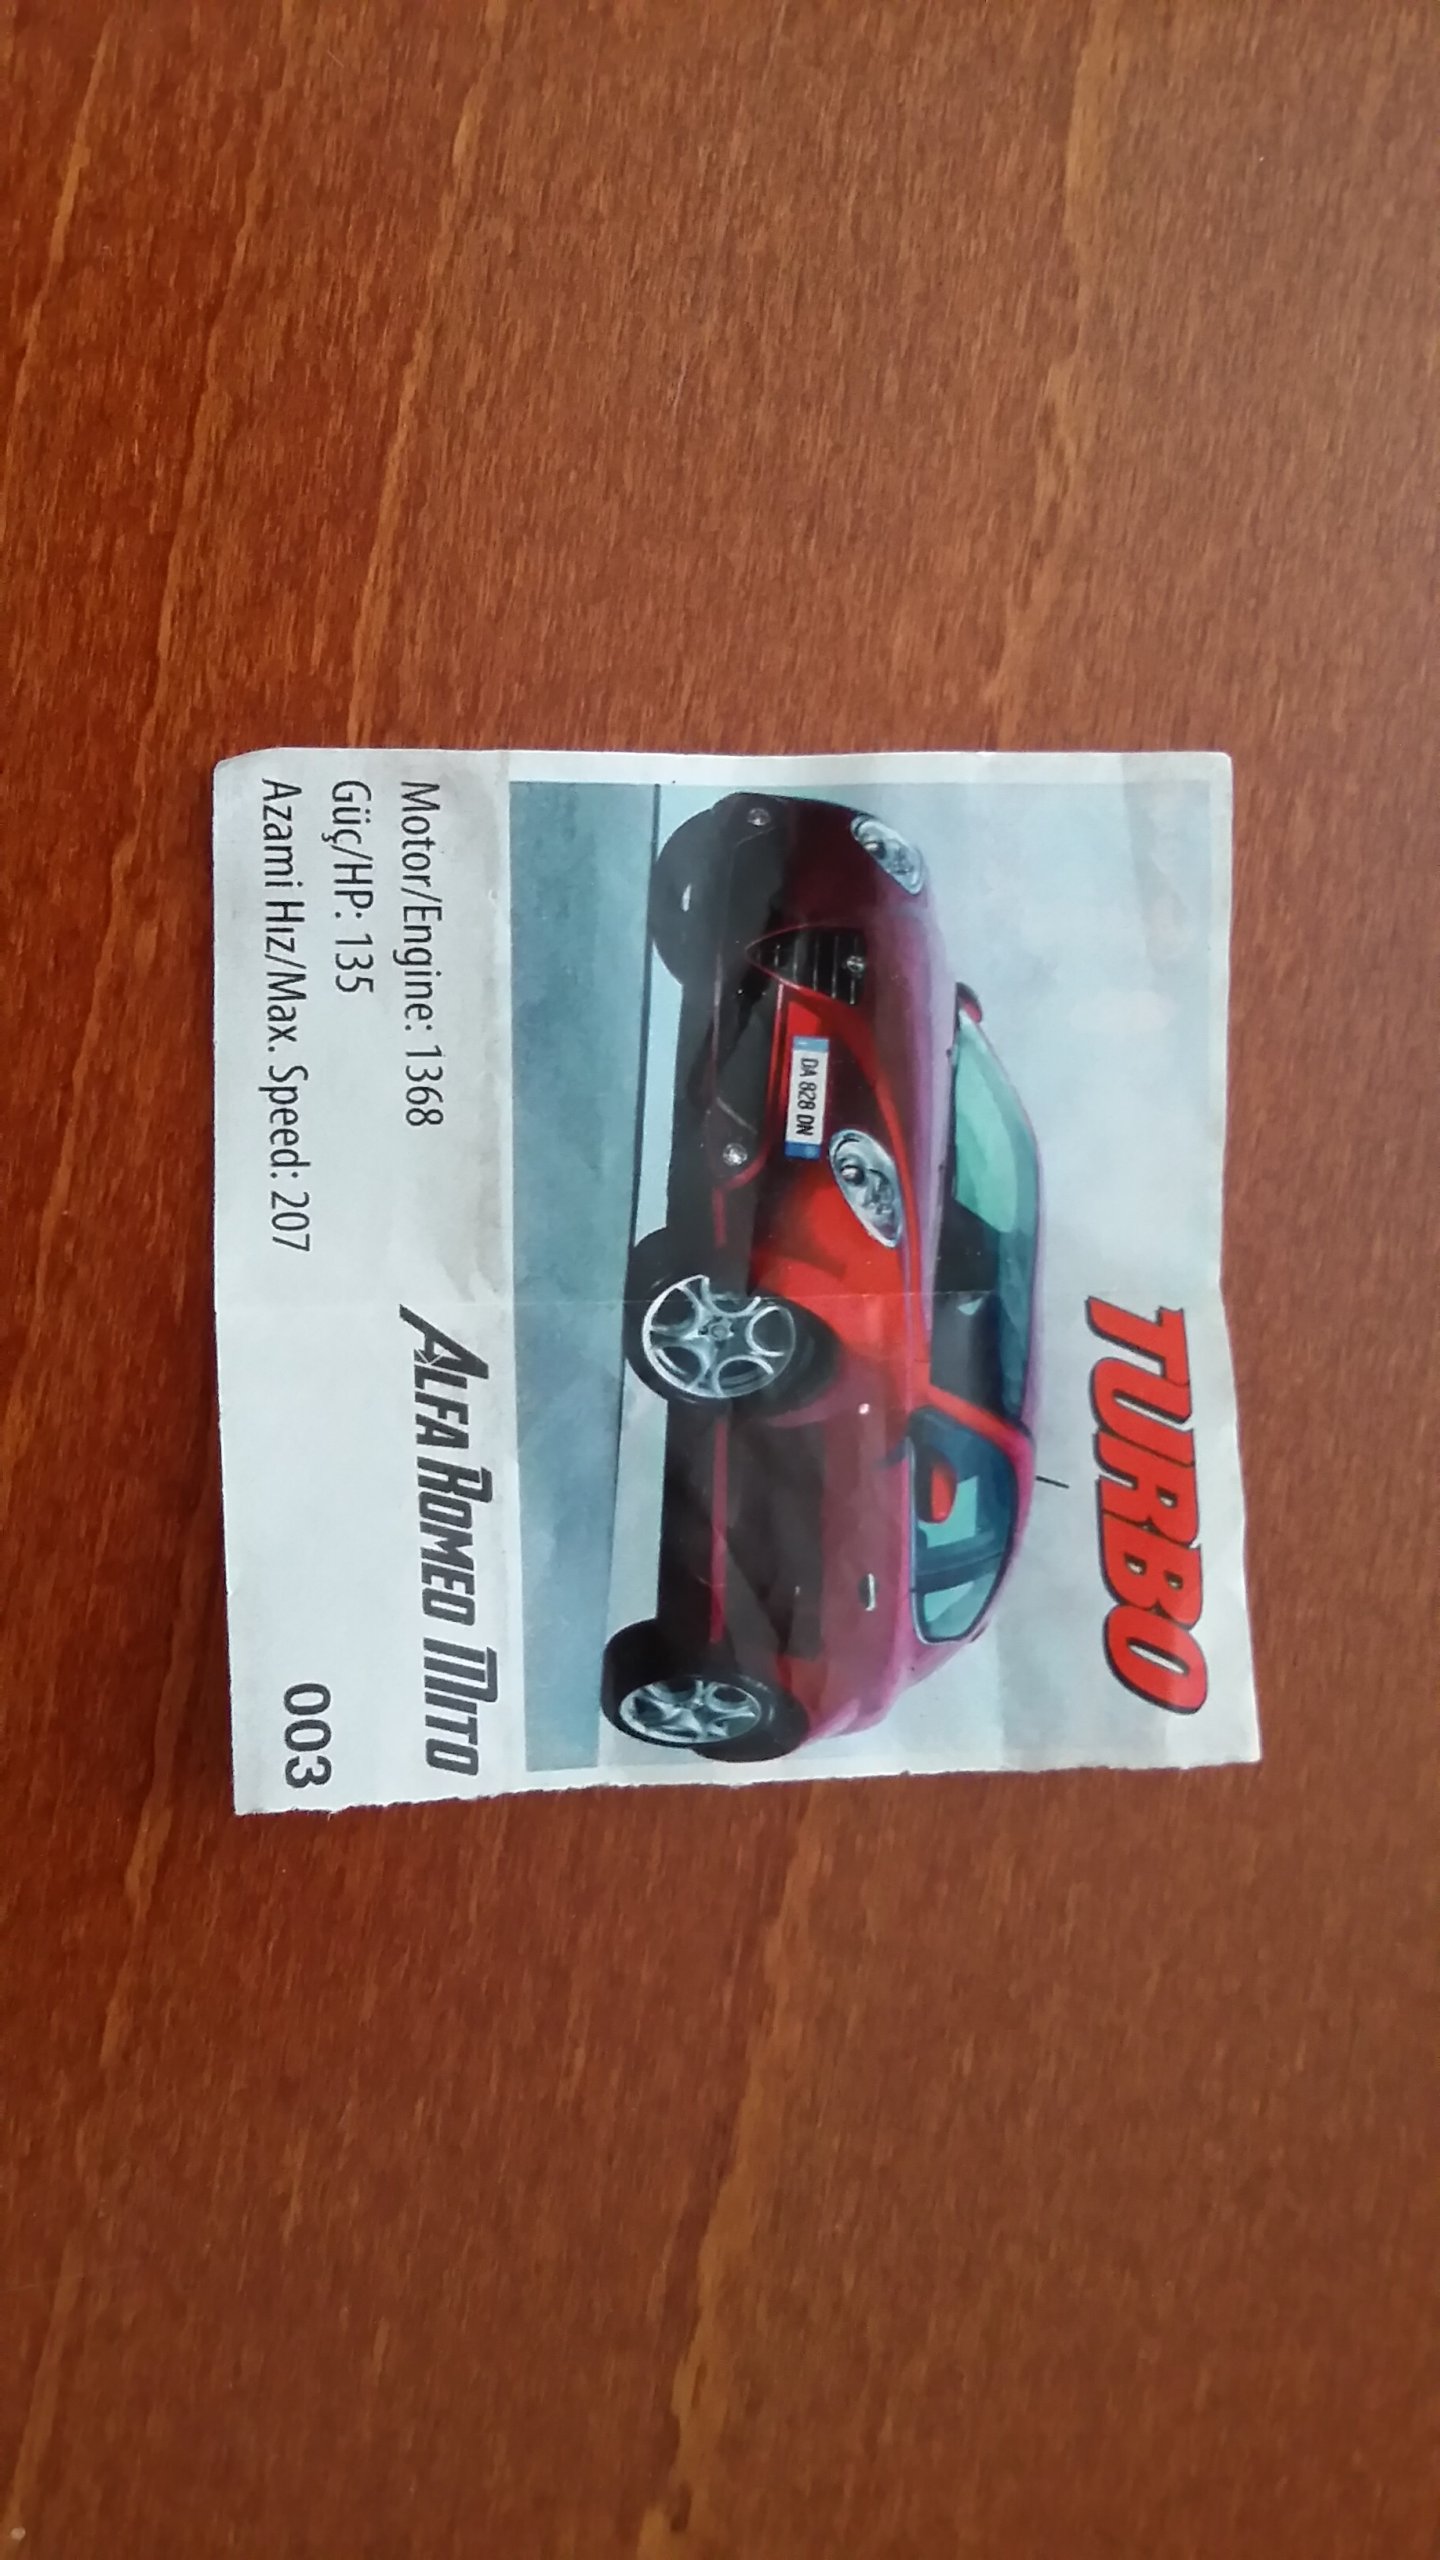 TURBO
DA 828 DN
Motor/Engine: 1368
ALFA ROMEO MITO
Güç/HP: 135
Azami Hız/Max. Speed: 207
003